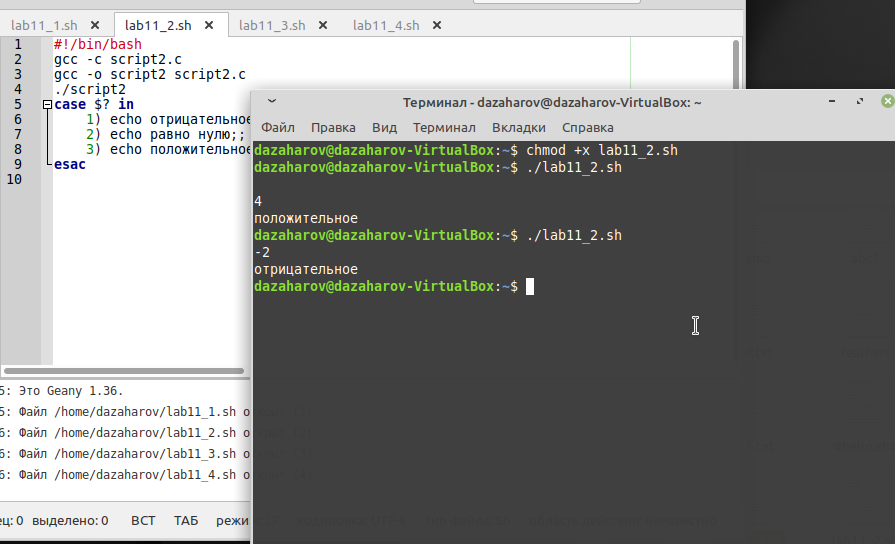 lab11_1.sh lab11_2.sh lab11_3.sh lab11_4.sh
1 #!/bin/bash
2 gcc -c script2.c
3 gcc -o script2 script2.c
4 ./script2
5 case $? in
6 1) echo отрицательное
7 2) echo равно нулю;;
8 3) echo положительное
9 esac
10
Терминал - dazaharov@dazaharov-VirtualBox: ~
Файл Правка Вид Терминал Вкладки Справка
dazaharov@dazaharov-VirtualBox:~$ chmod +x lab11_2.sh
dazaharov@dazaharov-VirtualBox:~$ ./lab11_2.sh
4
положительное
dazaharov@dazaharov-VirtualBox:~$ ./lab11_2.sh
-2
отрицательное
dazaharov@dazaharov-VirtualBox:~$
5: Это Geany 1.36.
5: Файл /home/dazaharov/lab11_1.sh
6: Файл /home/dazaharov/lab11_2.sh
6: Файл /home/dazaharov/lab11_3.sh
6: Файл /home/dazaharov/lab11_4.sh
ец: 0 выделено: 0 ВСТ ТАБ